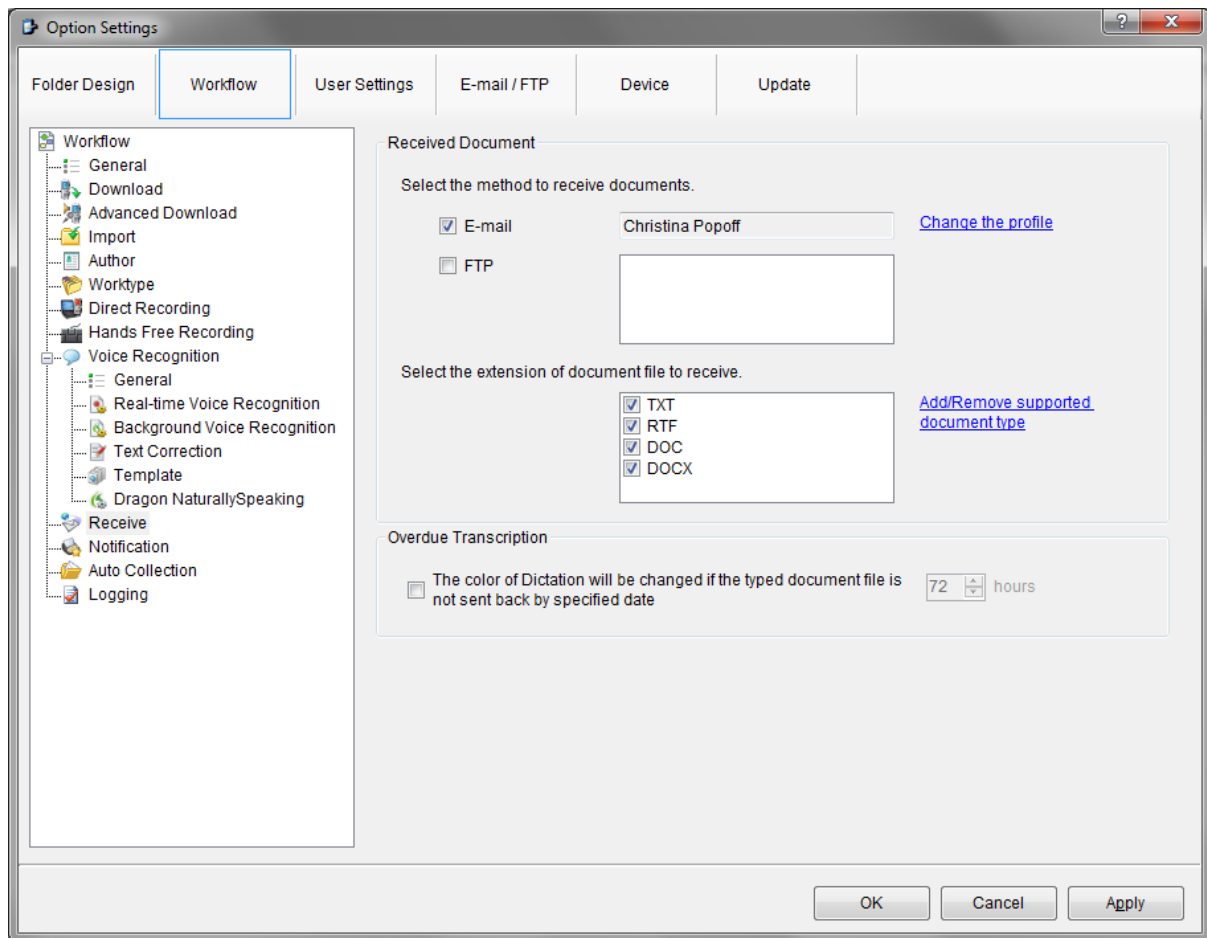 Option Settings
?
X
Folder Design
Workflow
User Settings
E-mail / FTP
Device
Update
Workflow
General
Download
Advanced Download
Import
Author
Worktype
Direct Recording
Hands Free Recording
Voice Recognition
General
Real-time Voice Recognition
Background Voice Recognition
Text Correction
Template
Dragon NaturallySpeaking
Receive
Notification
Auto Collection
Logging
Received Document
Select the method to receive documents.
E-mail
Christina Popoff
Change the profile
FTP
Select the extension of document file to receive.
TXT
RTF
DOC
DOCX
Add/Remove supported
document type
Overdue Transcription
The color of Dictation will be changed if the typed document file is
not sent back by specified date
72
hours
OK
Cancel
Apply